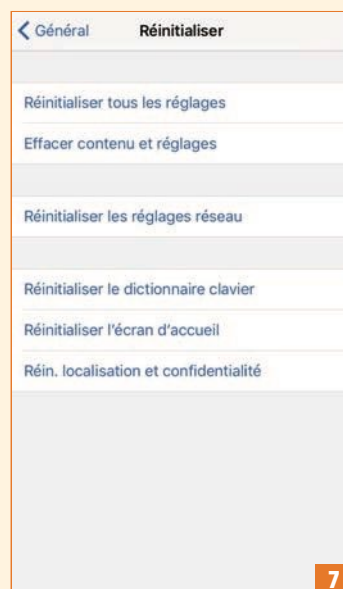 Général Réinitialiser
Réinitialiser tous les réglages
Effacer contenu et réglages
Réinitialiser les réglages réseau
Réinitialiser le dictionnaire clavier
Réinitialiser l'écran d'accueil
Réin. localisation et confidentialité
7